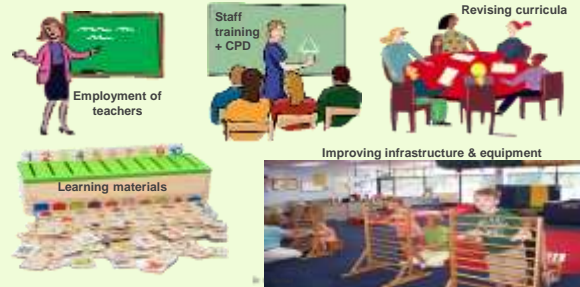 Employment of
teachers
Staff
training
+ CPD
Revising curricula
Learning materials
Improving infrastructure & equipment